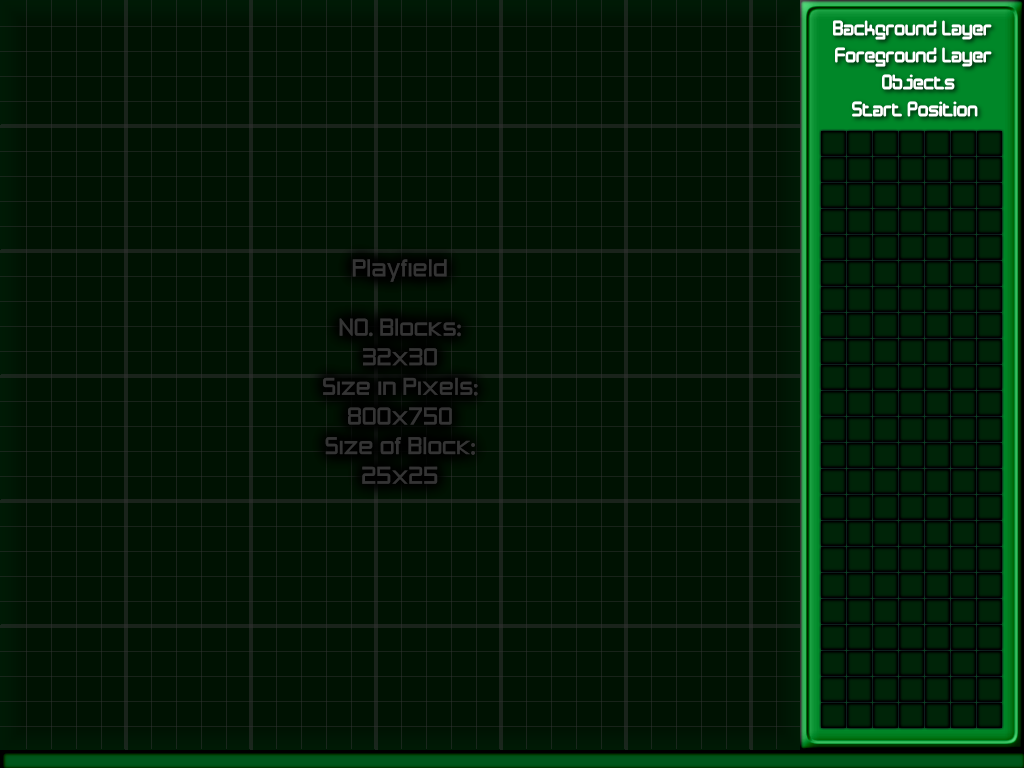 Background Layer
Foreground Layer
Objects
Start Position
Playfield
NO. Blocks:
32x30
Size in Pixels:
800x750
Size of Block:
25x25